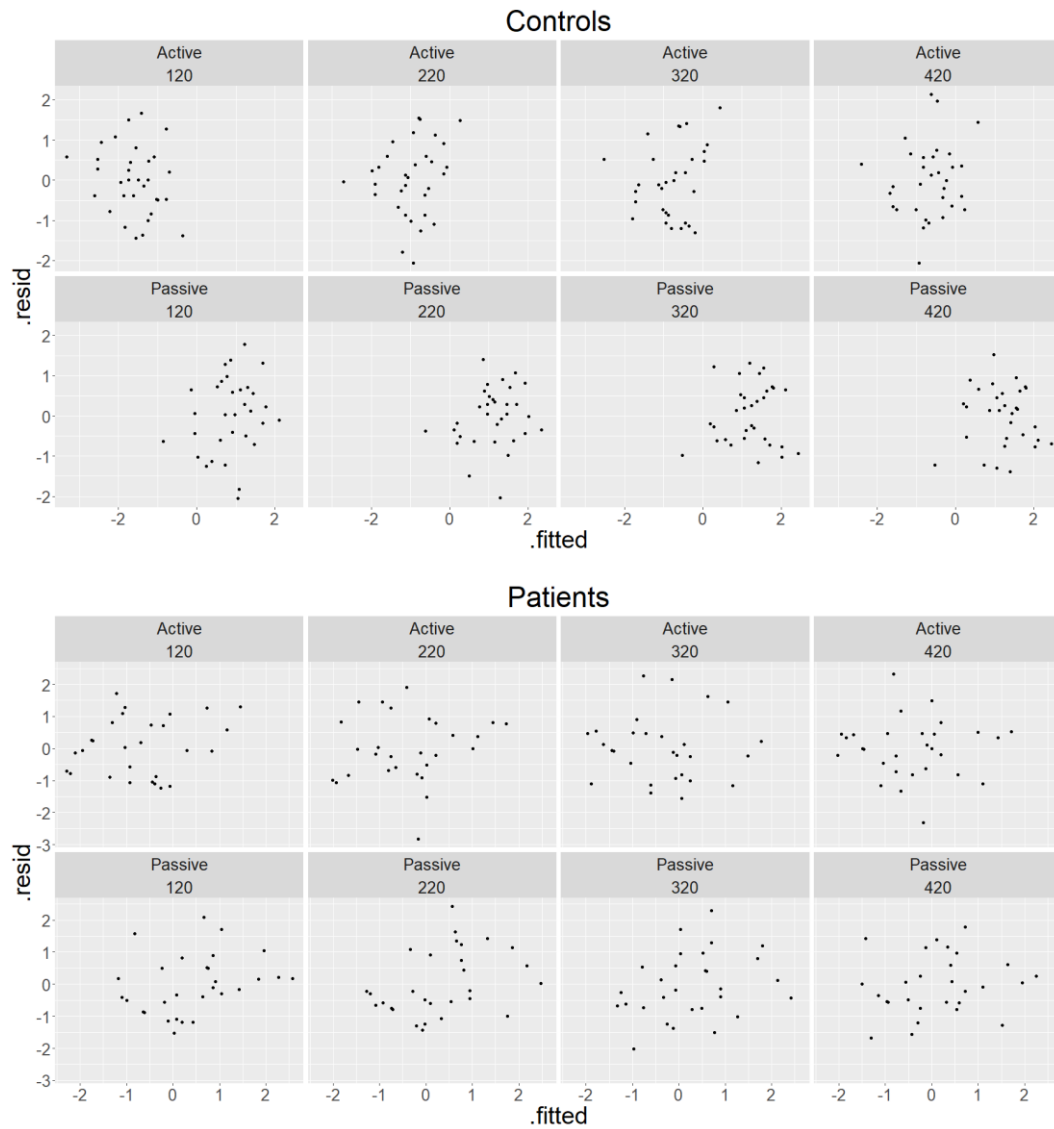 Controls
Active Active Active Active
120 220 320 420
2
1
0
-1
-2
Passive Passive Passive Passive
120 220 320 420
2
1
0
-1
-2
.resid
-2 0 2 -2 0 2 -2 0 2 -2 0 2
.fitted
Patients
Active Active Active Active
120 220 320 420
2
1
0
-1
-2
-3
Passive Passive Passive Passive
120 220 320 420
2
1
0
-1
-2
-3
.resid
-2 -1 0 1 2 -2 -1 0 1 2 -2 -1 0 1 2 -2 -1 0 1 2
.fitted